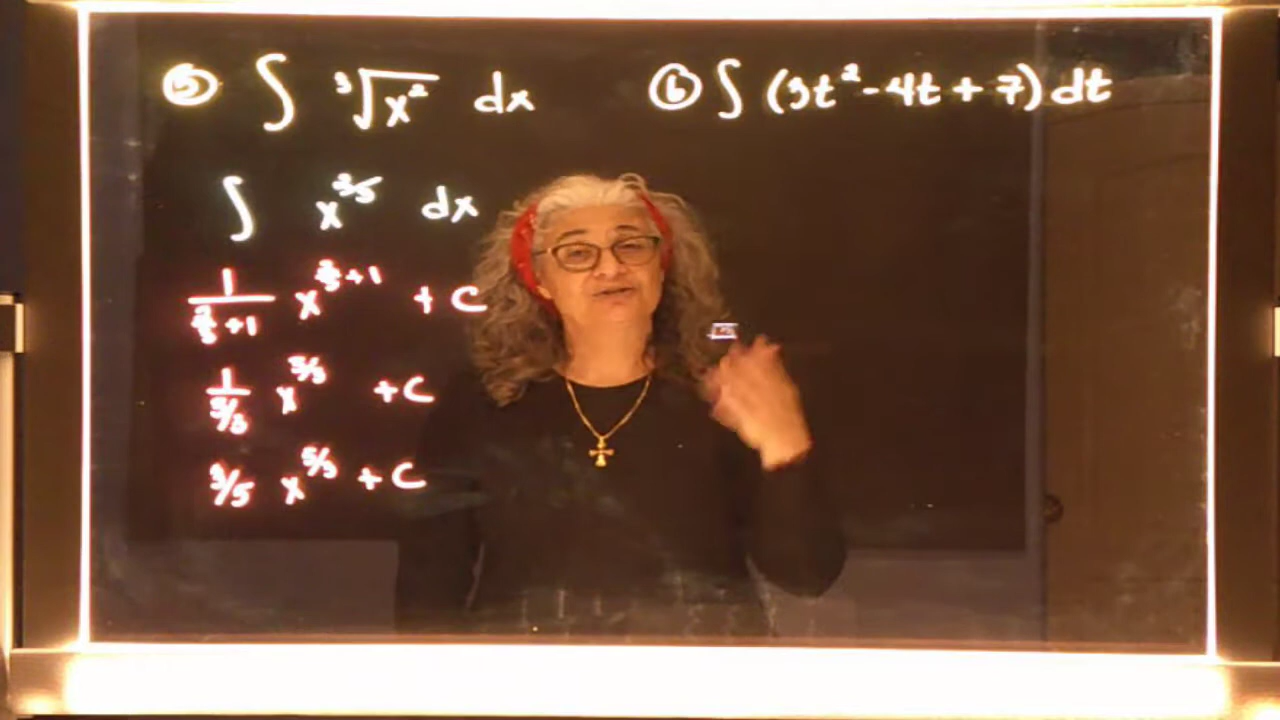 ⑤ ∫ ∛x² dx
∫ x^2/3 dx
1/(2/3+1) x^2/3+1 + C
1/(5/3) x^5/3 + C
3/5 x^5/3 + C
⑥ ∫ (3t²-4t+7)dt